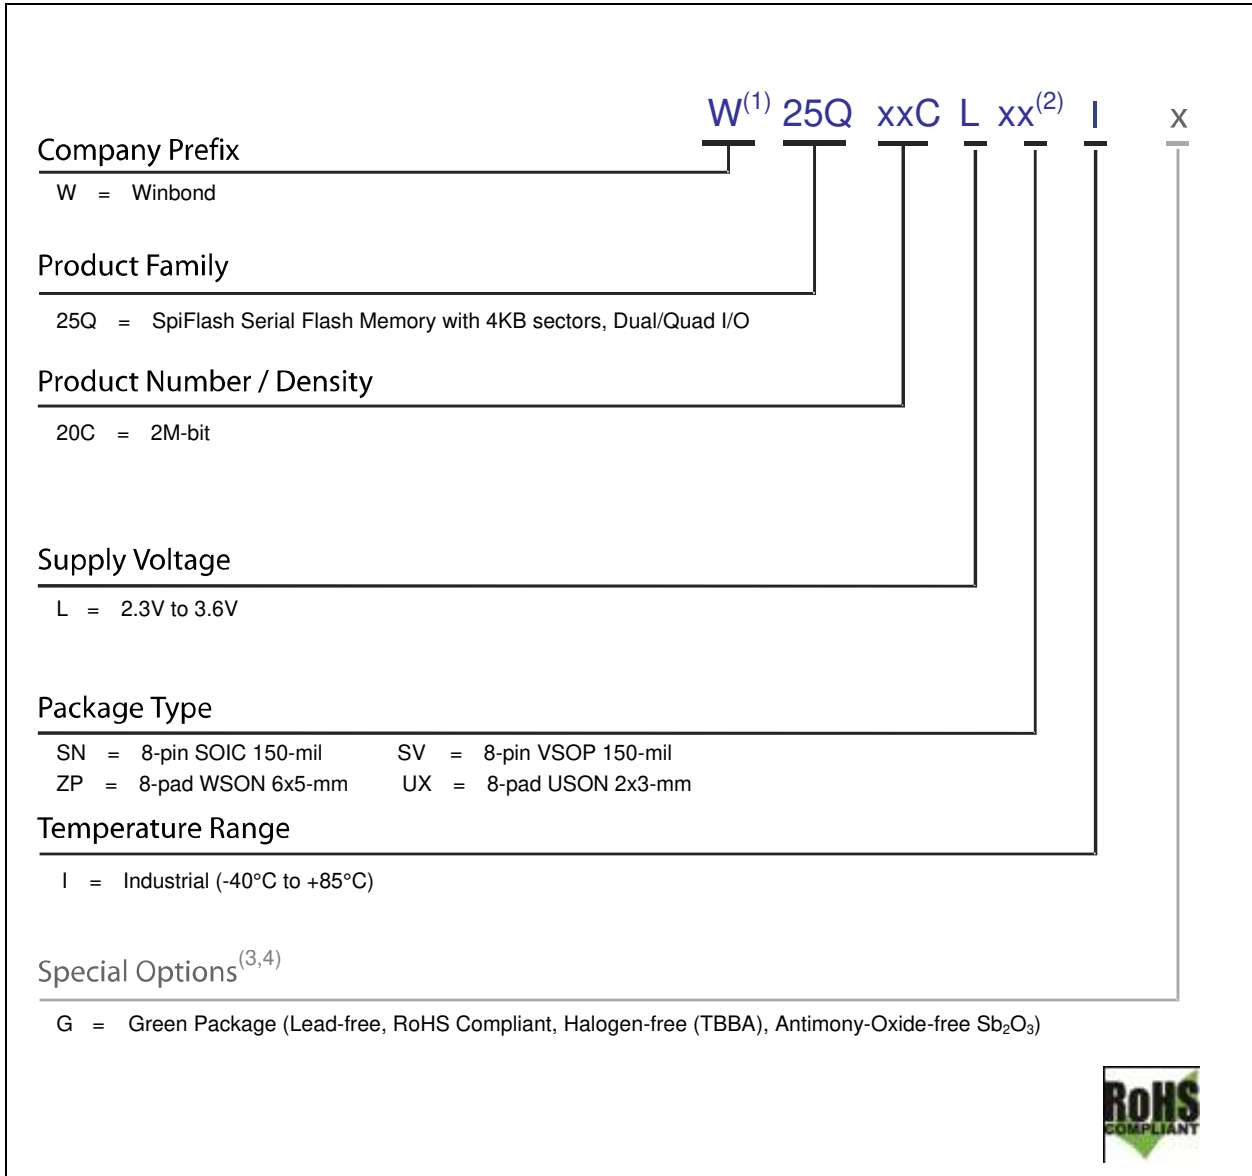 W(1) 25Q xxC L xx(2) I x
Company Prefix
W = Winbond
Product Family
25Q = SpiFlash Serial Flash Memory with 4KB sectors, Dual/Quad I/O
Product Number / Density
20C = 2M-bit
Supply Voltage
L = 2.3V to 3.6V
Package Type
SN = 8-pin SOIC 150-mil SV = 8-pin VSOP 150-mil
ZP = 8-pad WSON 6x5-mm UX = 8-pad USON 2x3-mm
Temperature Range
I = Industrial (-40°C to +85°C)
Special Options(3,4)
G = Green Package (Lead-free, RoHS Compliant, Halogen-free (TBBA), Antimony-Oxide-free Sb₂O₃)
RoHS
COMPLIANT